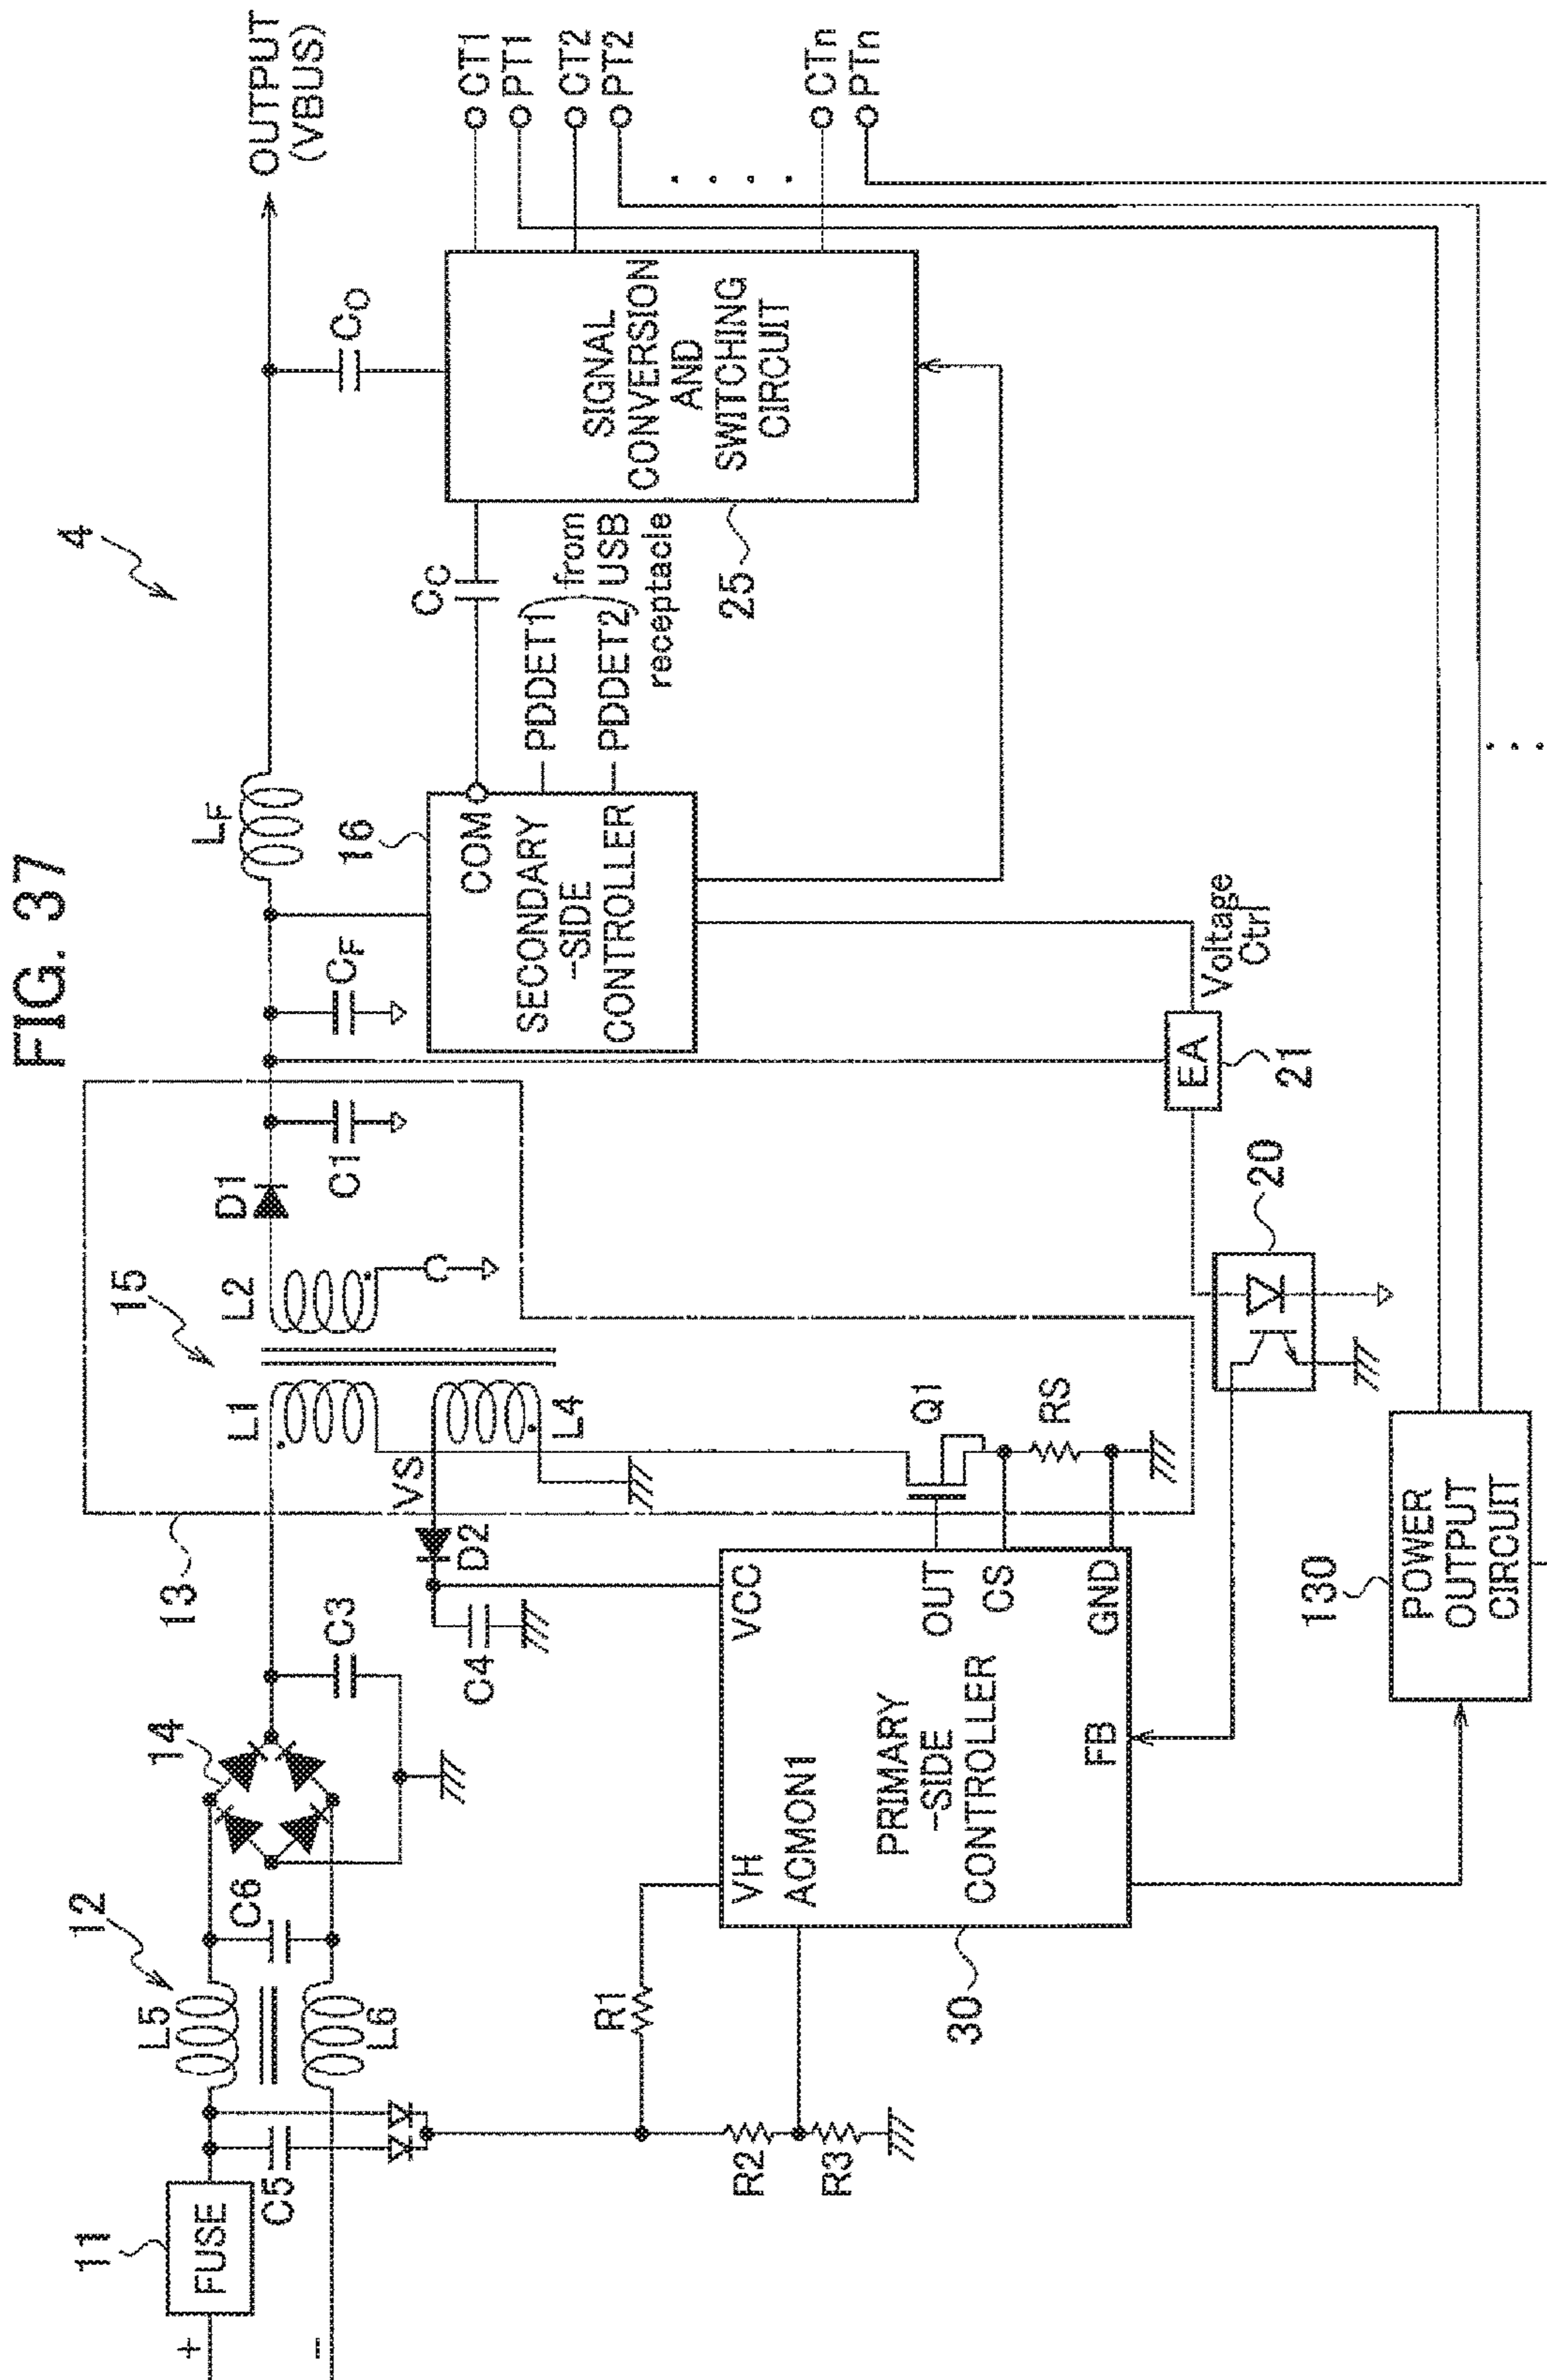 FIG. 37
4
OUTPUT
(VBUS)
LF
CO
CF
C1
D1
L2
15
L1
L4
VS
D2
C
13
C3
C4
14
12
L5
L6
C6
C5
11
FUSE
+
-
16
COM
SECONDARY
-SIDE
CONTROLLER
PDDET1
PDDET2
from
USB
receptacle
CC
SIGNAL
CONVERSION
AND
SWITCHING
CIRCUIT
25
CT1
PT1
CT2
PT2
CTn
PTn
Voltage
Ctrl
EA
21
20
Q1
RS
R1
R2
R3
VH
ACMON1
PRIMARY
-SIDE
CONTROLLER
VCC
OUT
CS
GND
FB
30
130
POWER
OUTPUT
CIRCUIT